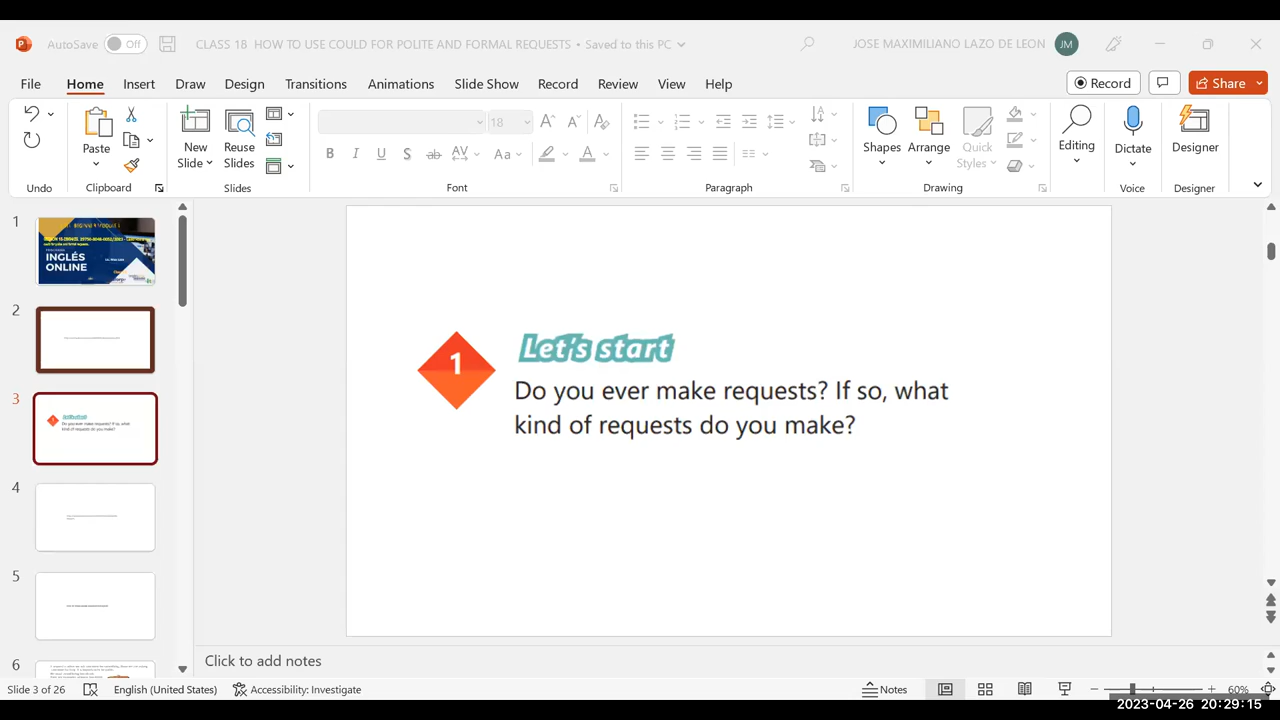 AutoSave Off CLASS 18 HOW TO USE COULD FOR POLITE AND FORMAL REQUESTS • Saved to this PC JOSE MAXIMILIANO LAZO DE LEON JM
File Home Insert Draw Design Transitions Animations Slide Show Record Review View Help Record Share
Paste New Slide Reuse Slides 18 Shapes Arrange Quick Styles Editing Dictate Designer
Undo Clipboard Slides Font Paragraph Drawing Voice Designer
1
INGLÉS
ONLINE
2
3
4
5
6
1
Let's start
Do you ever make requests? If so, what
kind of requests do you make?
Click to add notes
Slide 3 of 26 English (United States) Accessibility: Investigate Notes 60%
2023-04-26 20:29:15